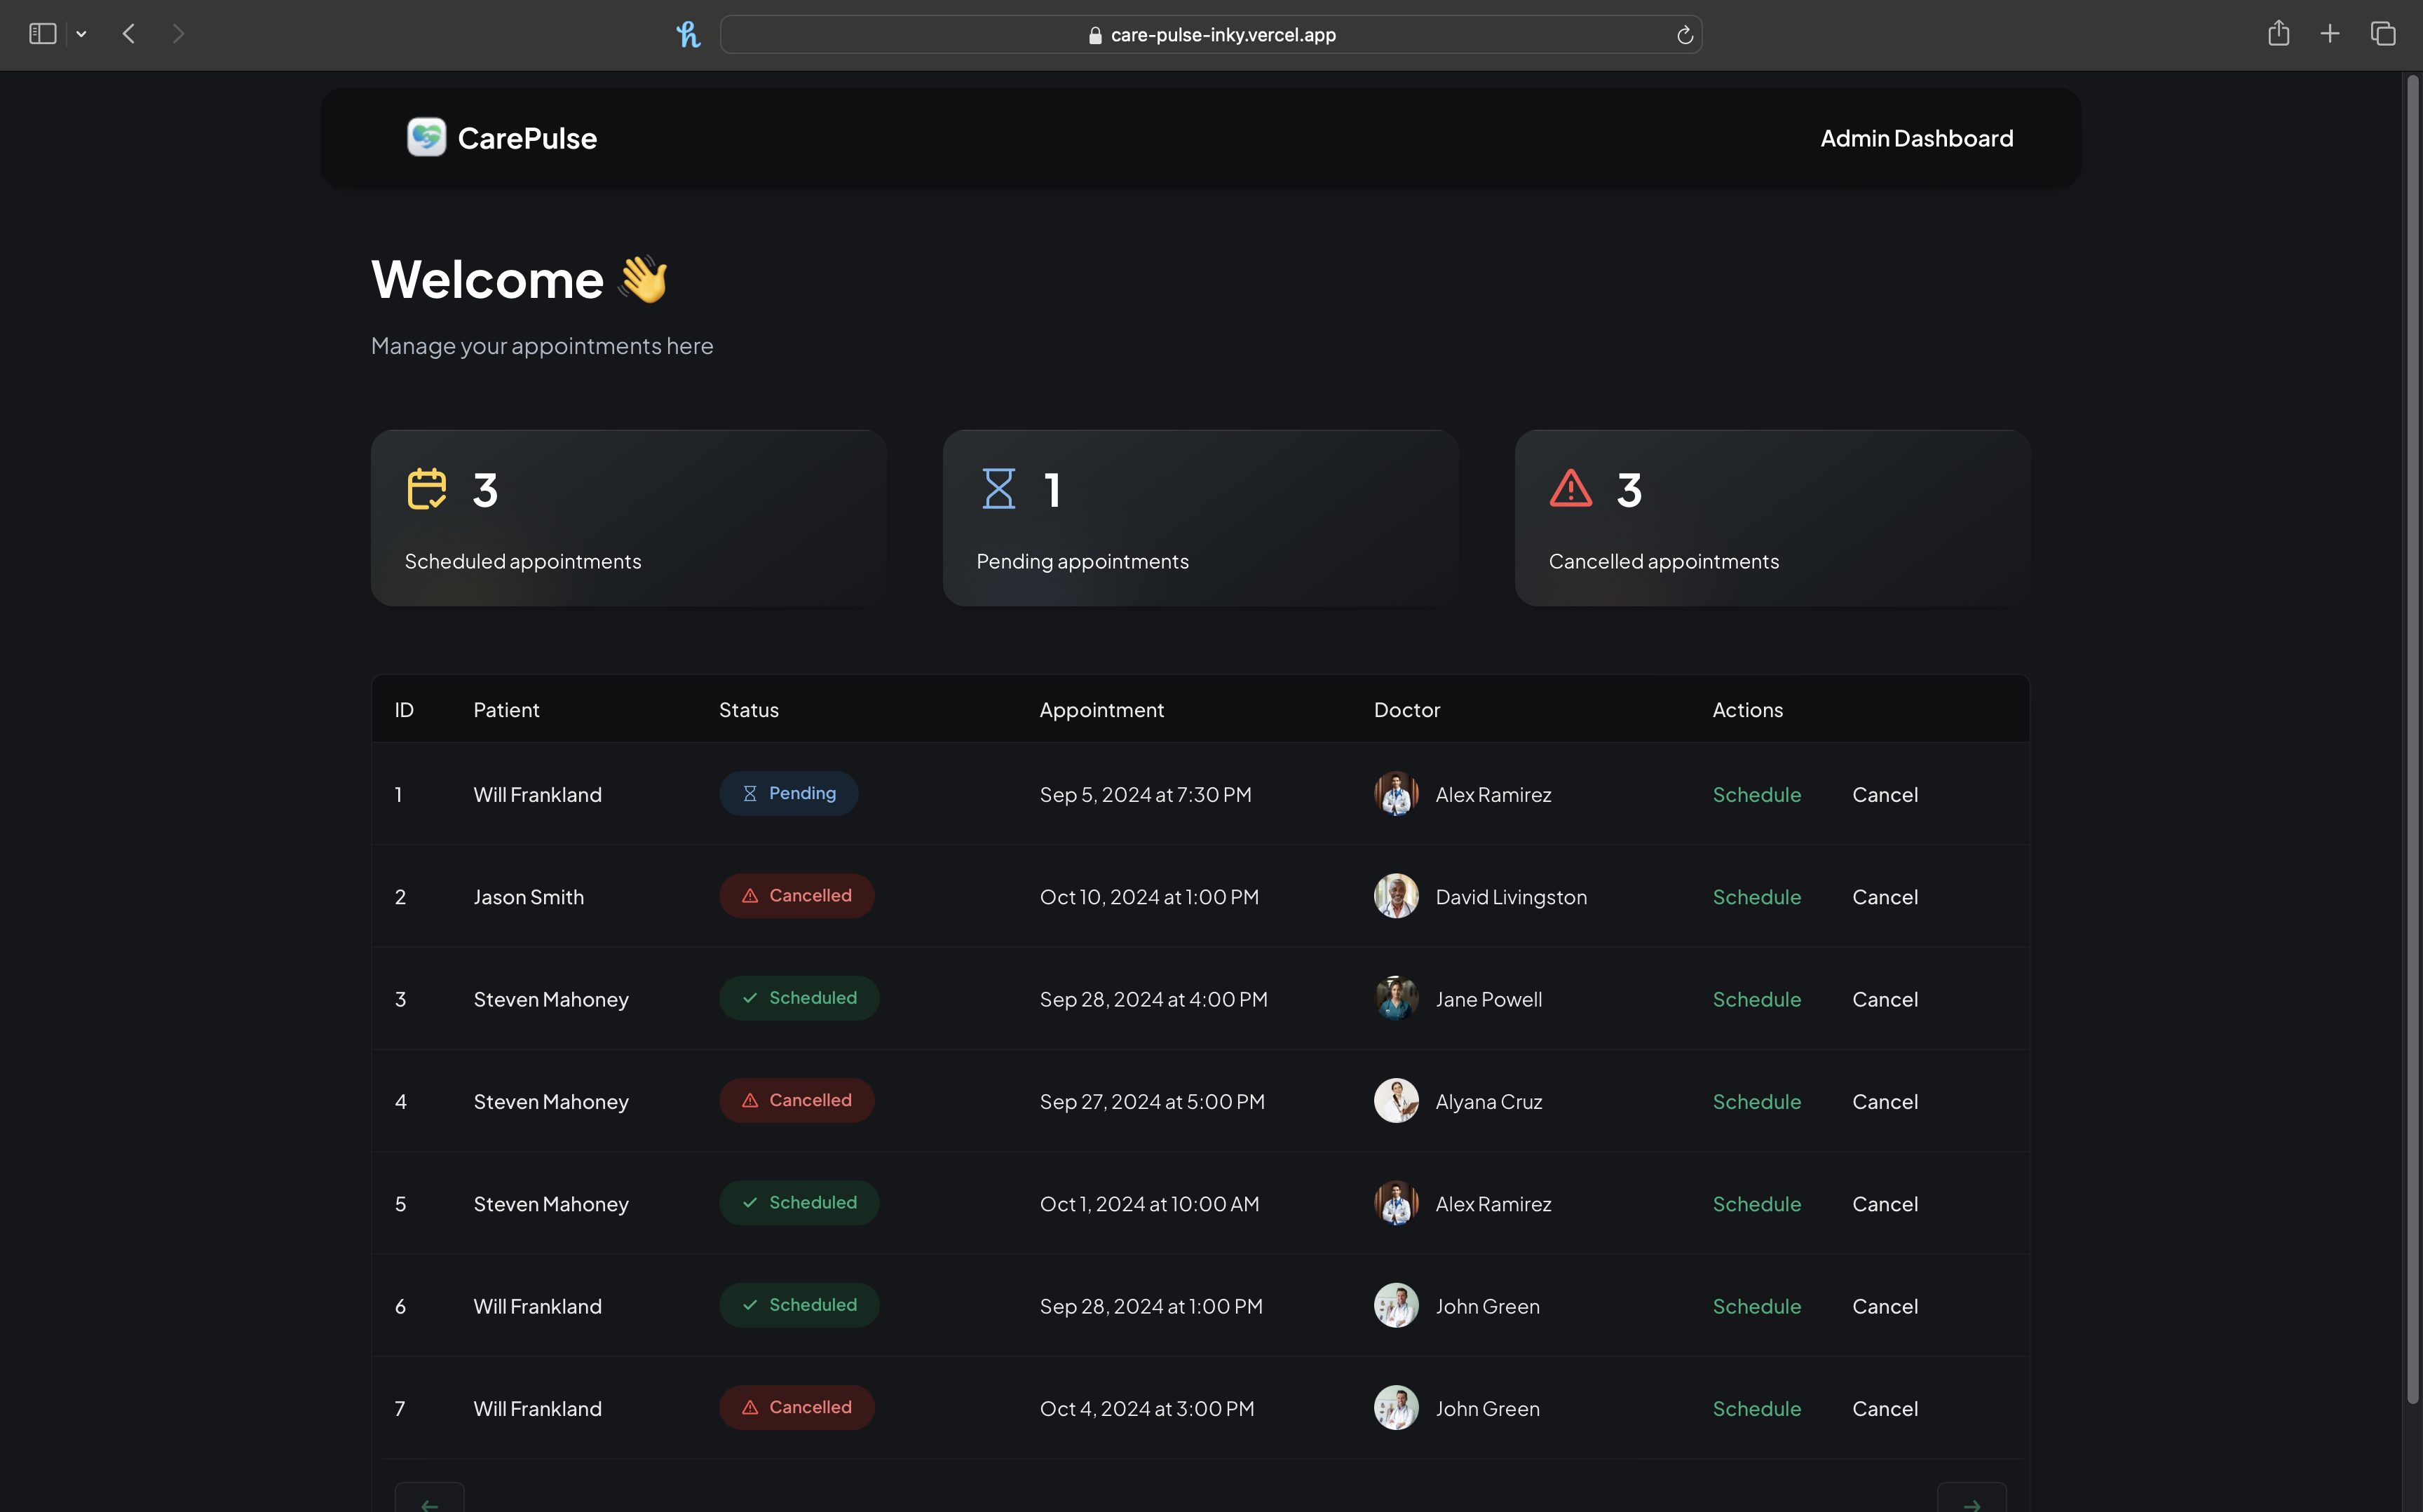 care-pulse-inky.vercel.app
CarePulse
Admin Dashboard
Welcome 👋
Manage your appointments here
3
Scheduled appointments
1
Pending appointments
3
Cancelled appointments
ID Patient Status Appointment Doctor Actions
1 Will Frankland Pending Sep 5, 2024 at 7:30 PM Alex Ramirez Schedule Cancel
2 Jason Smith Cancelled Oct 10, 2024 at 1:00 PM David Livingston Schedule Cancel
3 Steven Mahoney Scheduled Sep 28, 2024 at 4:00 PM Jane Powell Schedule Cancel
4 Steven Mahoney Cancelled Sep 27, 2024 at 5:00 PM Alyana Cruz Schedule Cancel
5 Steven Mahoney Scheduled Oct 1, 2024 at 10:00 AM Alex Ramirez Schedule Cancel
6 Will Frankland Scheduled Sep 28, 2024 at 1:00 PM John Green Schedule Cancel
7 Will Frankland Cancelled Oct 4, 2024 at 3:00 PM John Green Schedule Cancel